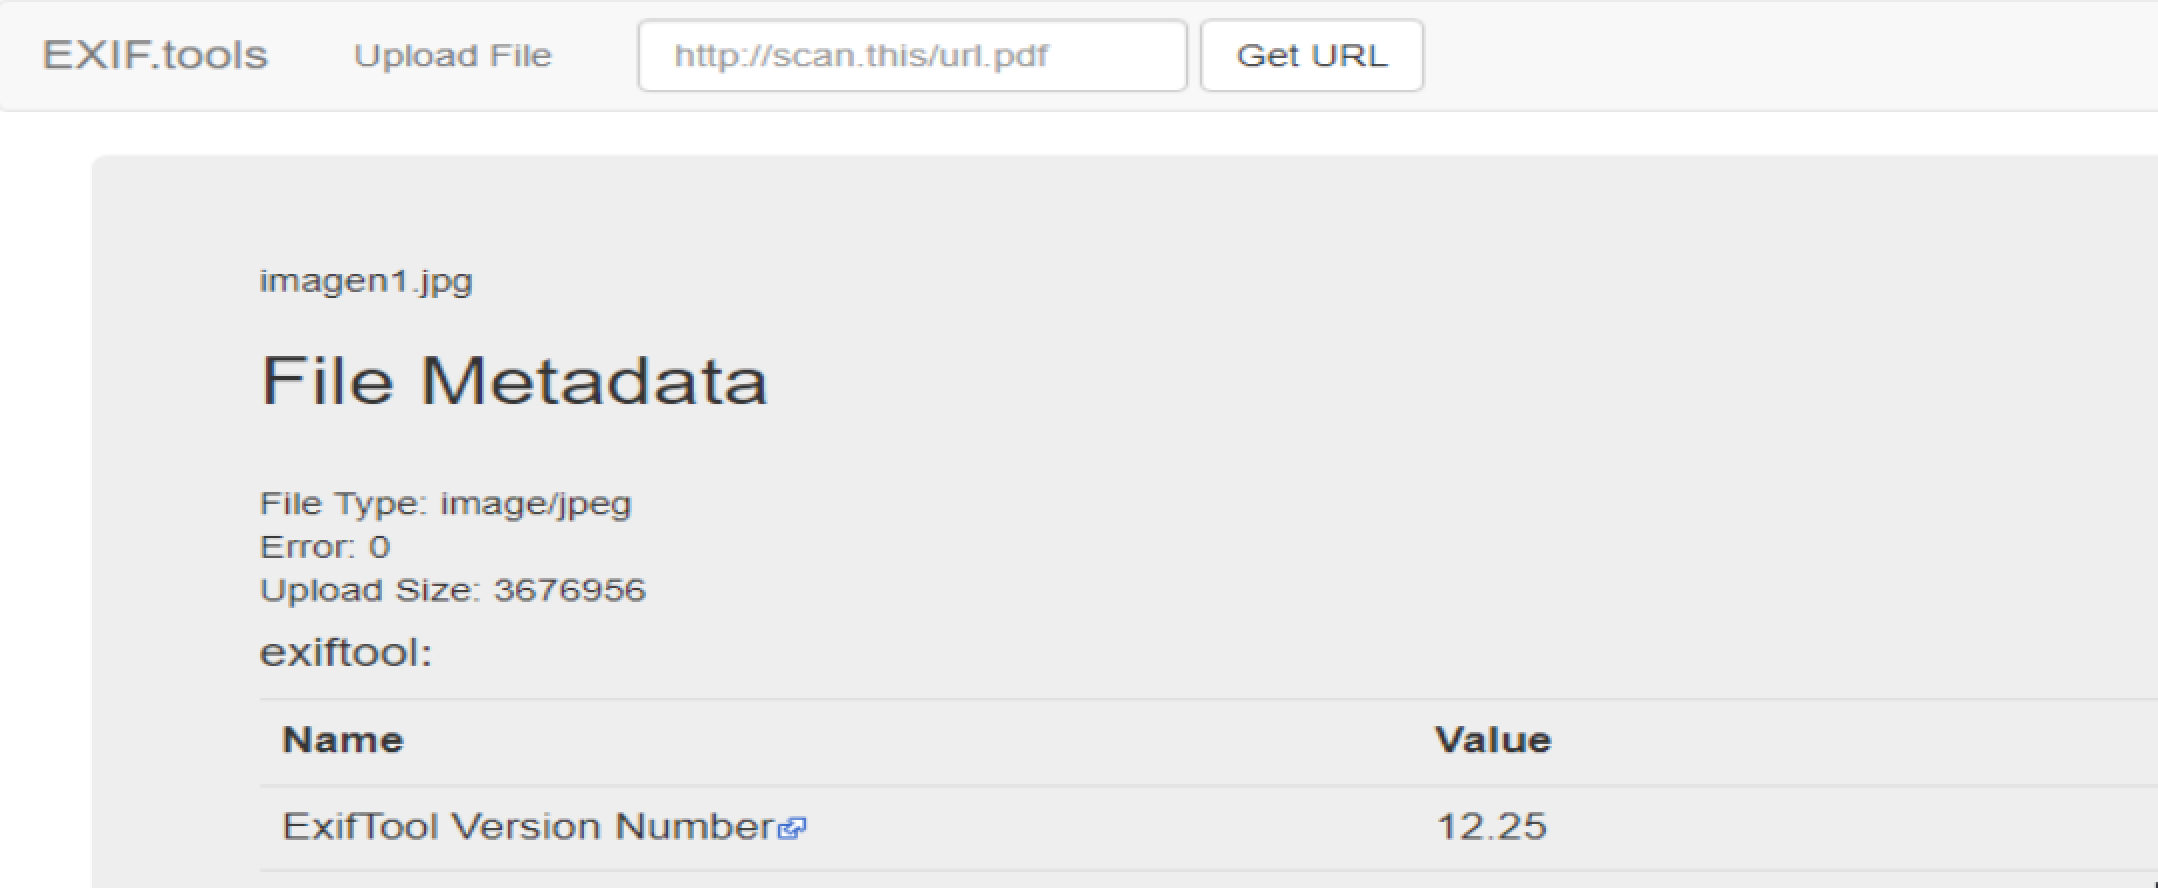 EXIF.tools Upload File http://scan.this/url.pdf Get URL
imagen1.jpg
File Metadata
File Type: image/jpeg
Error: 0
Upload Size: 3676956
exiftool:
Name Value
ExifTool Version Number 12.25